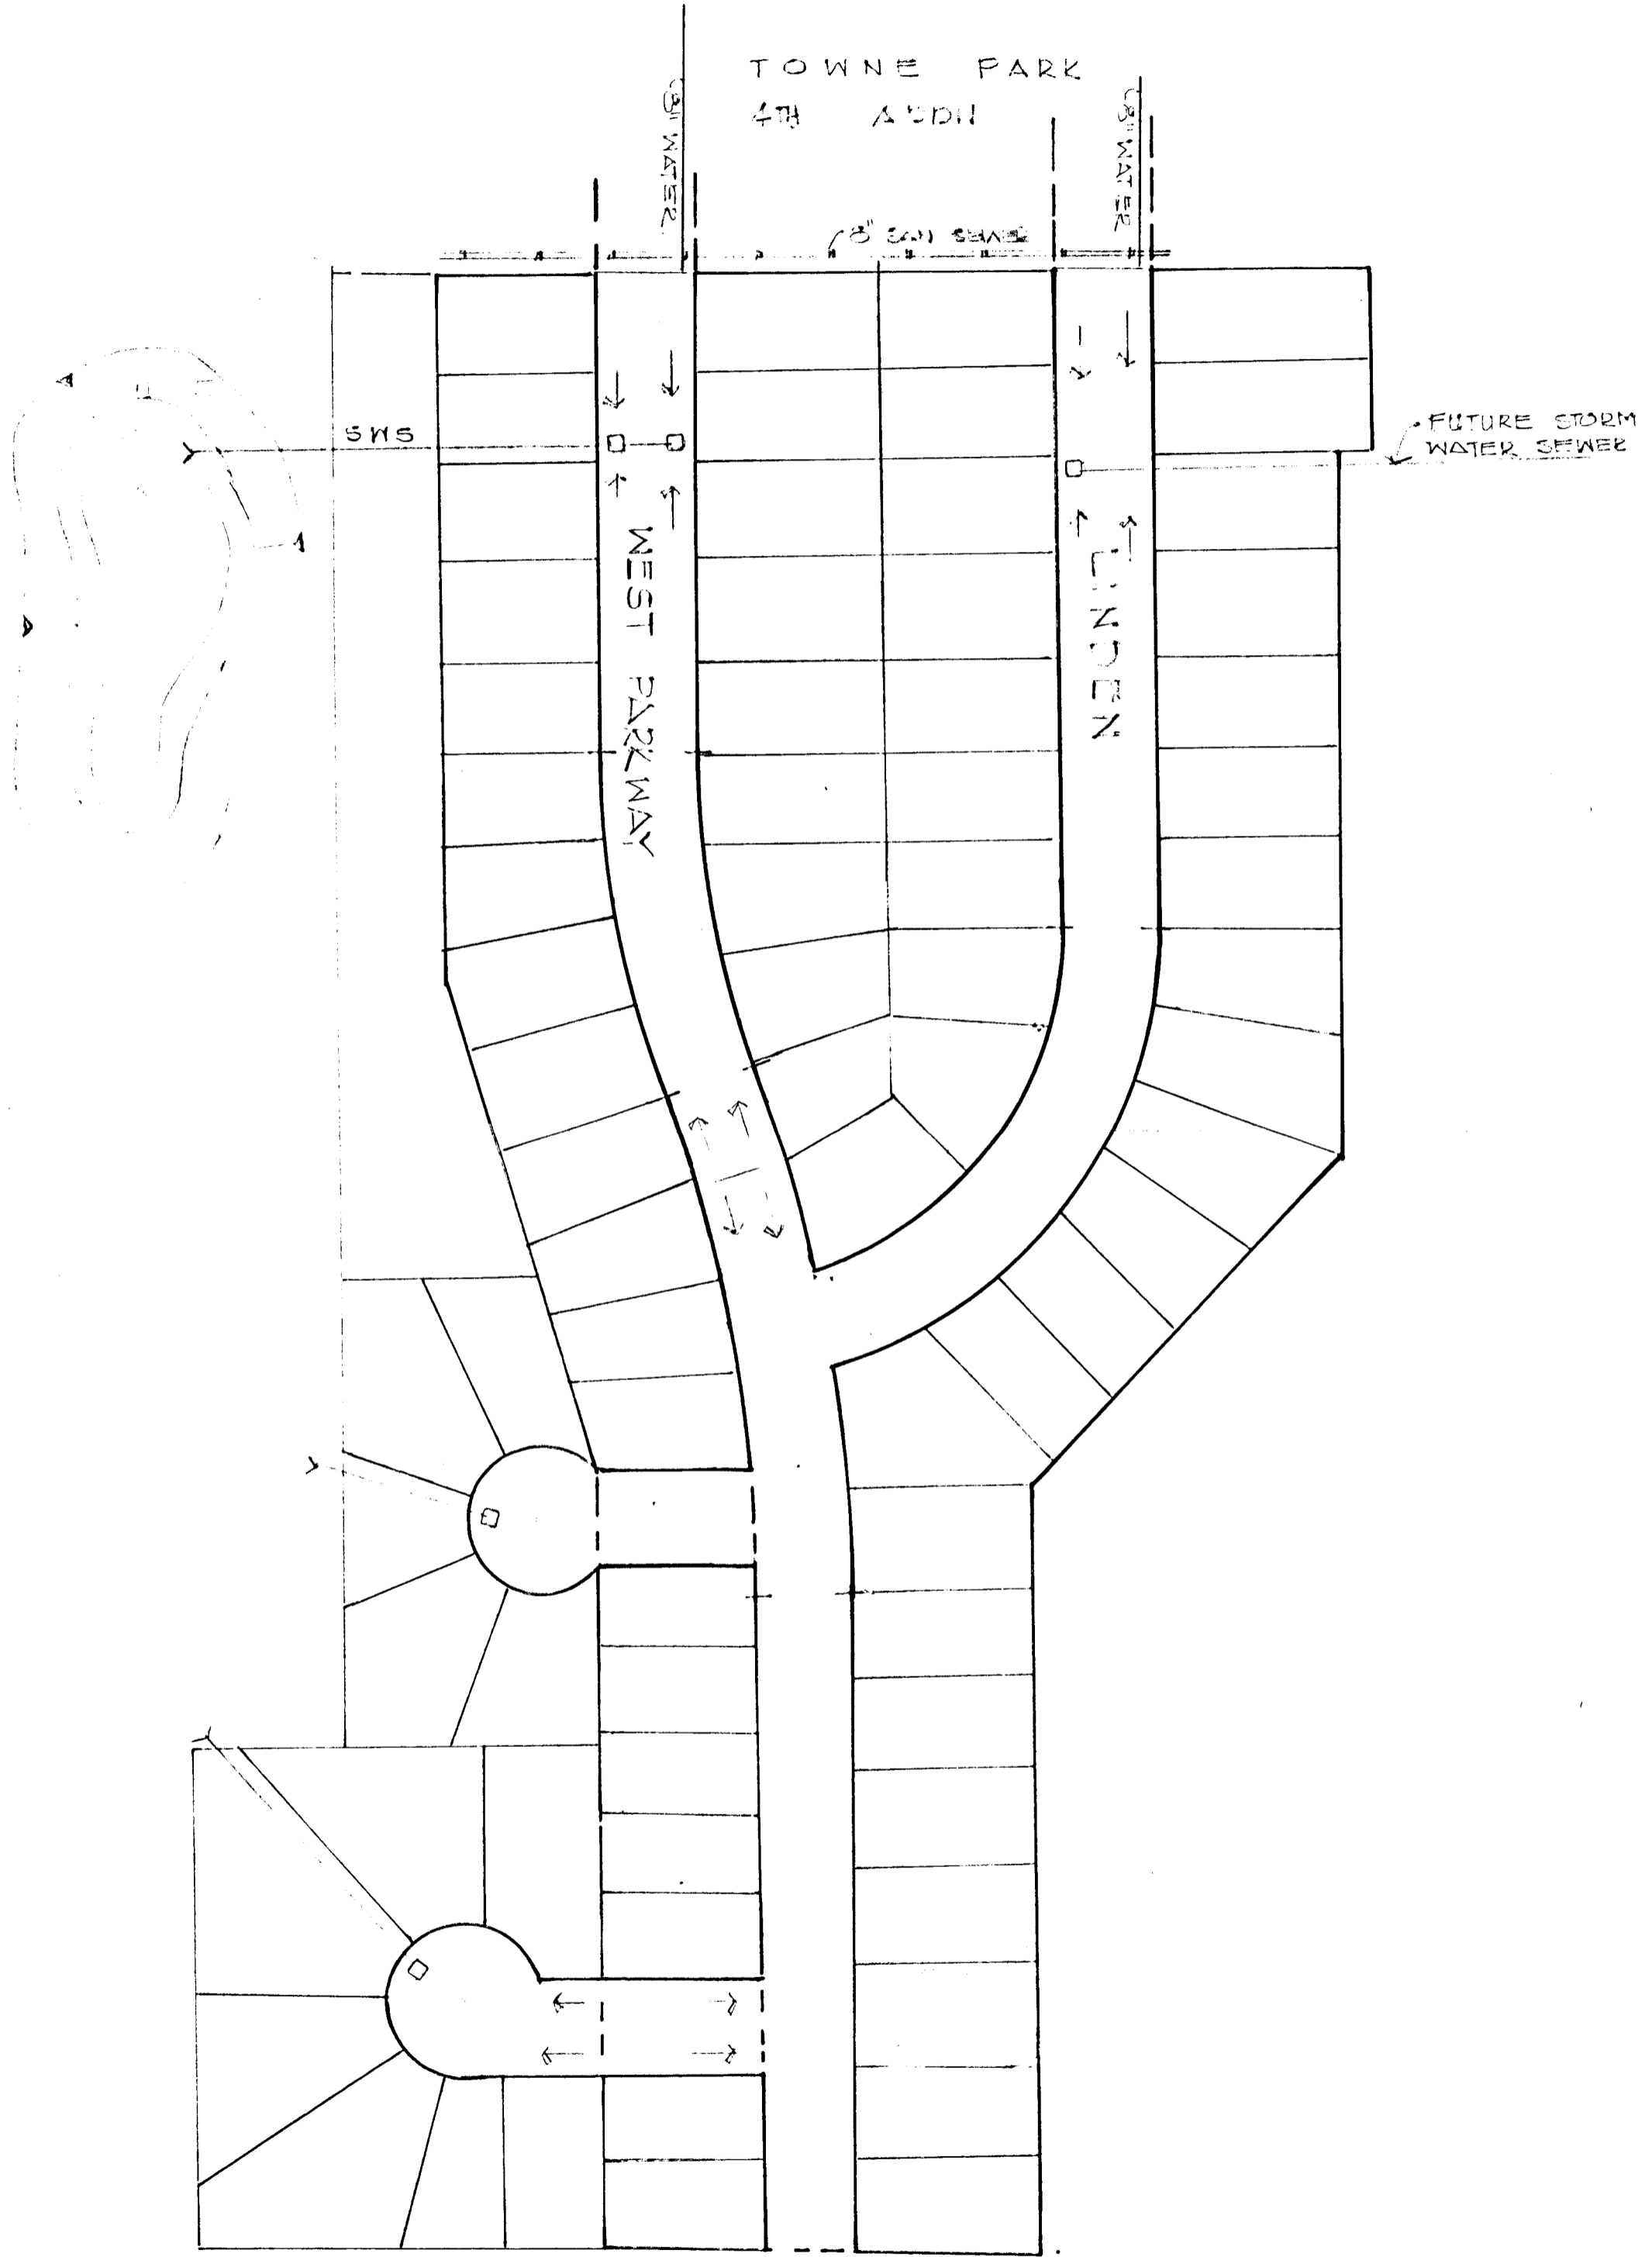 TOWNE PARK
4TH ADDN
8" WATER
8" WATER
8" SAN SEWER
SWS
FUTURE STORM
WATER SEWER
WEST PARKWAY
LINDEN